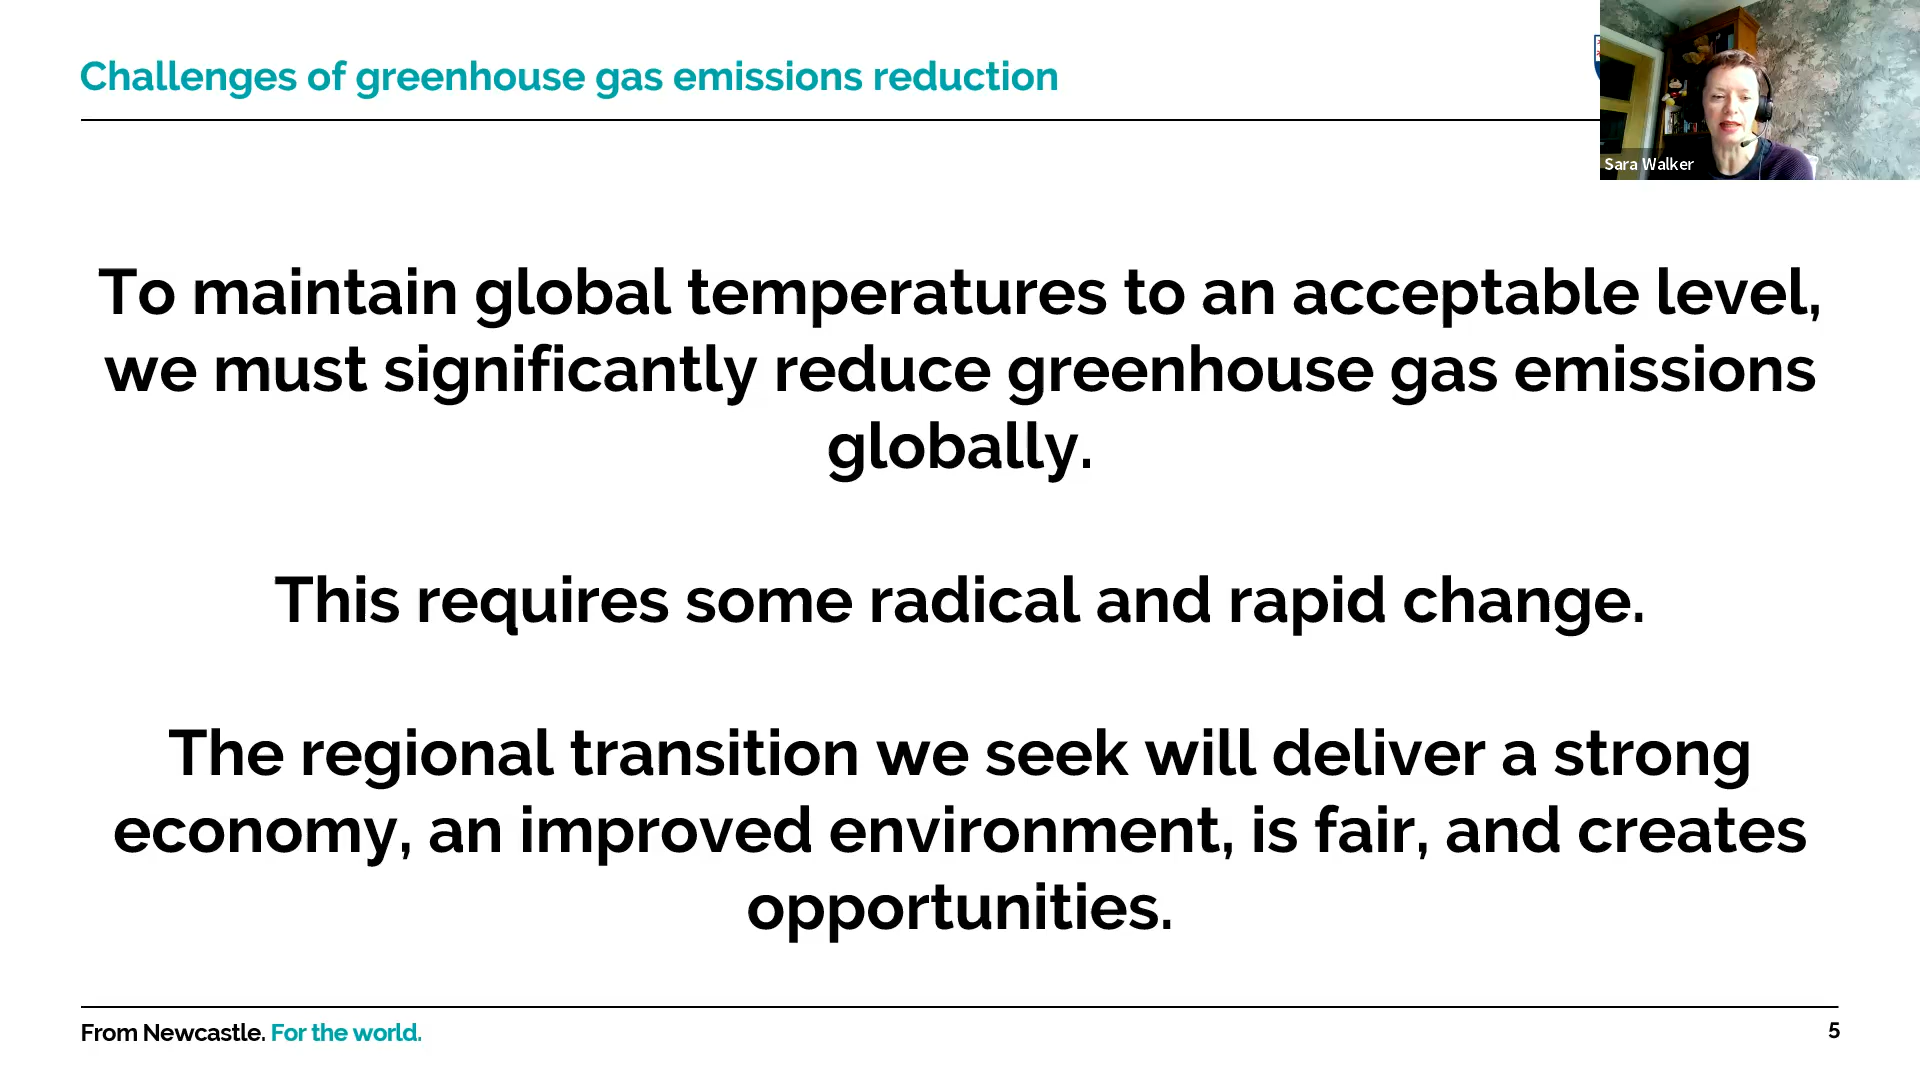 Challenges of greenhouse gas emissions reduction
Sara Walker
To maintain global temperatures to an acceptable level,
we must significantly reduce greenhouse gas emissions
globally.
This requires some radical and rapid change.
The regional transition we seek will deliver a strong
economy, an improved environment, is fair, and creates
opportunities.
From Newcastle. For the world.
5